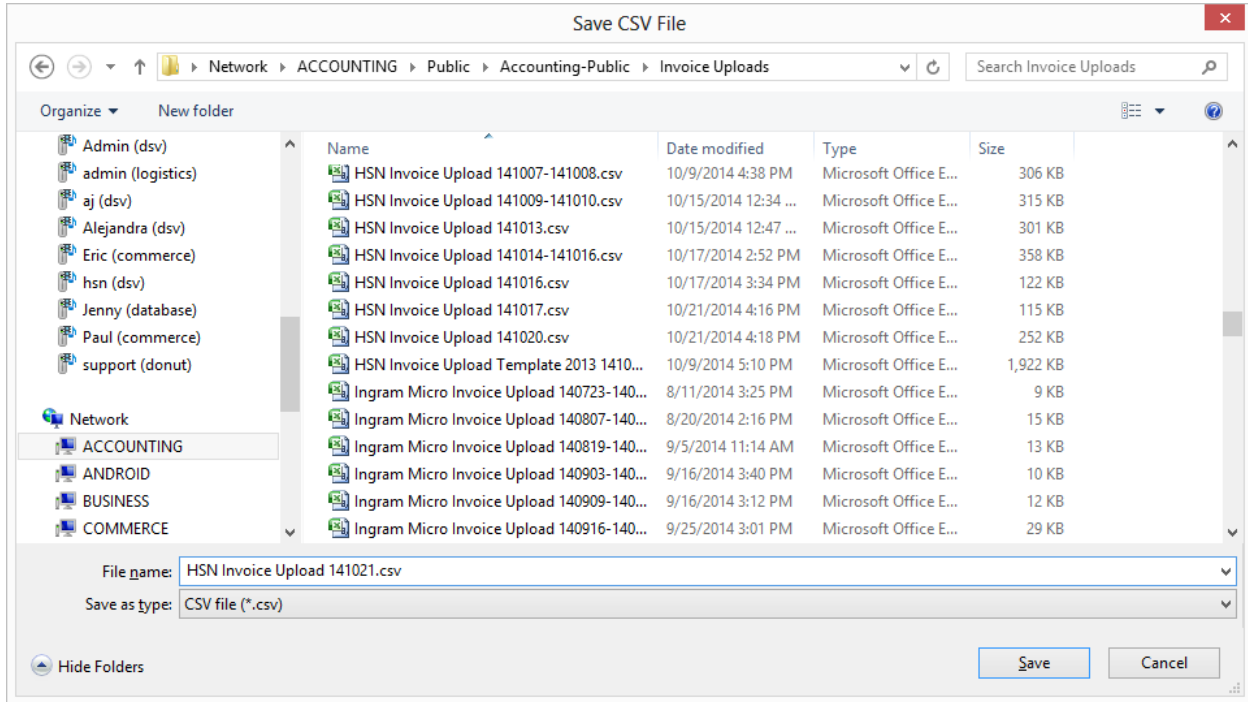 Save CSV File
Network ACCOUNTING Public Accounting-Public Invoice Uploads Search Invoice Uploads
Organize New folder
Admin (dsv)
admin (logistics)
aj (dsv)
Alejandra (dsv)
Eric (commerce)
hsn (dsv)
Jenny (database)
Paul (commerce)
support (donut)
Network
ACCOUNTING
ANDROID
BUSINESS
COMMERCE
Name Date modified Type Size
HSN Invoice Upload 141007-141008.csv 10/9/2014 4:38 PM Microsoft Office E... 306 KB
HSN Invoice Upload 141009-141010.csv 10/15/2014 12:34 ... Microsoft Office E... 315 KB
HSN Invoice Upload 141013.csv 10/15/2014 12:47 ... Microsoft Office E... 301 KB
HSN Invoice Upload 141014-141016.csv 10/17/2014 2:52 PM Microsoft Office E... 358 KB
HSN Invoice Upload 141016.csv 10/17/2014 3:34 PM Microsoft Office E... 122 KB
HSN Invoice Upload 141017.csv 10/21/2014 4:16 PM Microsoft Office E... 115 KB
HSN Invoice Upload 141020.csv 10/21/2014 4:18 PM Microsoft Office E... 252 KB
HSN Invoice Upload Template 2013 1410... 10/9/2014 5:10 PM Microsoft Office E... 1,922 KB
Ingram Micro Invoice Upload 140723-140... 8/11/2014 3:25 PM Microsoft Office E... 9 KB
Ingram Micro Invoice Upload 140807-140... 8/20/2014 2:16 PM Microsoft Office E... 15 KB
Ingram Micro Invoice Upload 140819-140... 9/5/2014 11:14 AM Microsoft Office E... 13 KB
Ingram Micro Invoice Upload 140903-140... 9/16/2014 3:40 PM Microsoft Office E... 10 KB
Ingram Micro Invoice Upload 140909-140... 9/16/2014 3:12 PM Microsoft Office E... 12 KB
Ingram Micro Invoice Upload 140916-140... 9/25/2014 3:01 PM Microsoft Office E... 29 KB
File name: HSN Invoice Upload 141021.csv
Save as type: CSV file (*.csv)
Hide Folders Save Cancel